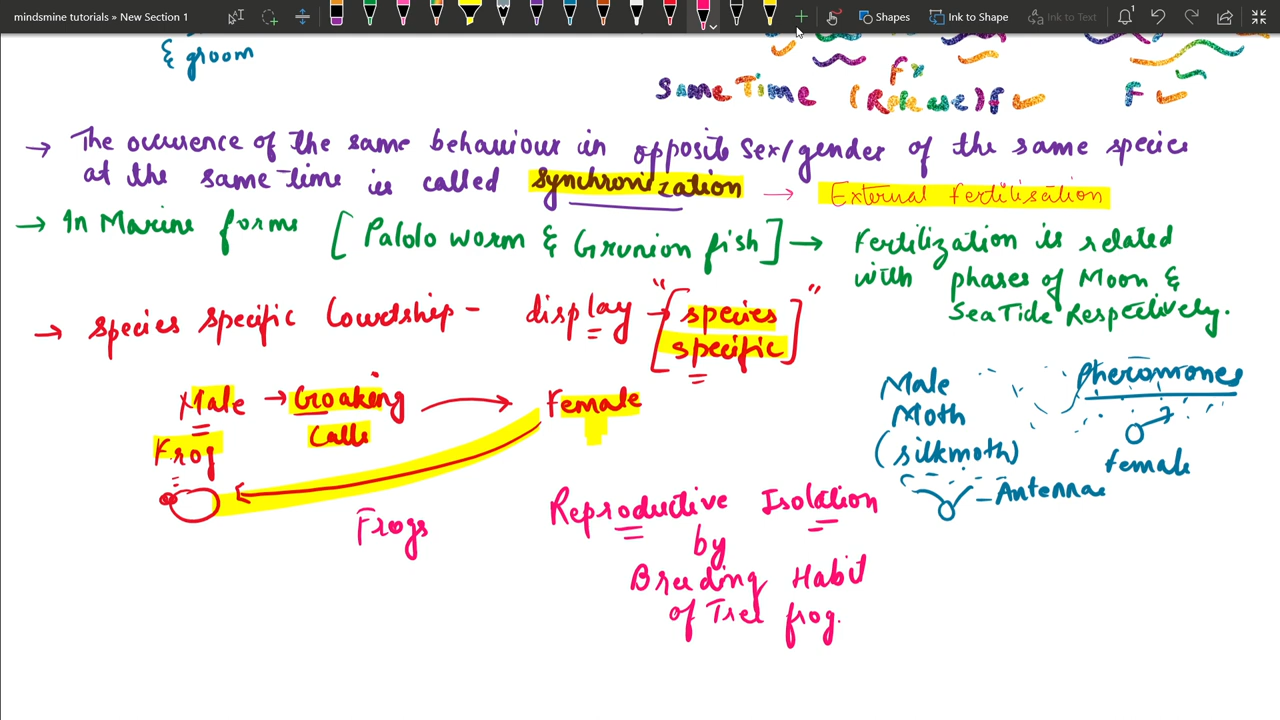 mindsmine tutorials » New Section 1
Shapes
Ink to Shape
Ink to Text
& groom
Same Time (Release) F
Fx
F
→ The occurence of the same behaviour in opposite sex/gender of the same species
at the same time is called synchronization → External fertilisation
→ In Marine forms [Palolo worm & Grunion fish] → Fertilization is related
with phases of Moon &
Sea Tide Respectively.
→ species specific Courtship - display → "[species
specific]"
Male → Croaking → Female
Frog Calls
Frogs
Male
Moth
(silkmoth)
Pheromones
female
- Antennae
Reproductive Isolation
by
Breeding Habit
of Tree frog.